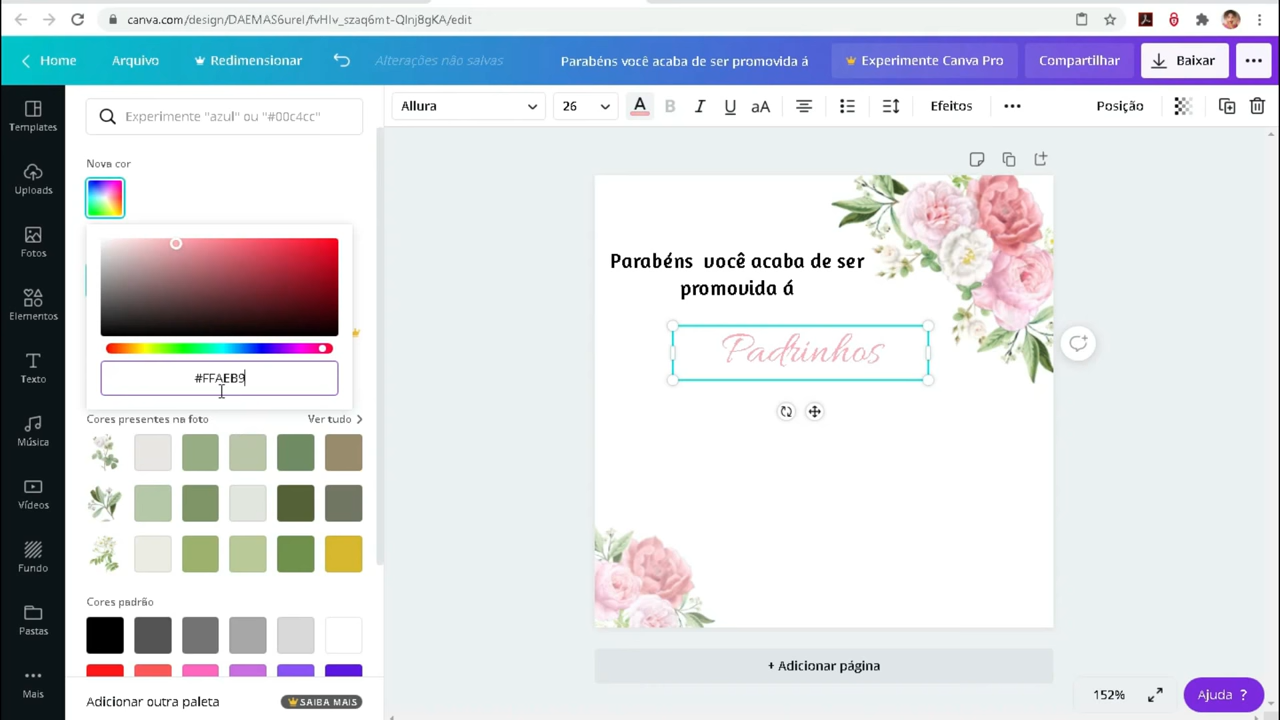 canva.com/design/DAEMAS6urel/fvHlv_szaq6mt-QInj8gKA/edit
Home
Arquivo
Redimensionar
Alterações não salvas
Parabéns você acaba de ser promovida á
Experimente Canva Pro
Compartilhar
Baixar
Templates
Uploads
Fotos
Elementos
Texto
Música
Vídeos
Fundo
Pastas
Mais
Experimente "azul" ou "#00c4cc"
Nova cor
#FFAEB9
Cores presentes na foto
Ver tudo
Cores padrão
Adicionar outra paleta
SAIBA MAIS
Allura
26
A
B
I
U
aA
Efeitos
Posição
Parabéns você acaba de ser
promovida á
Padrinhos
+ Adicionar página
152%
Ajuda ?